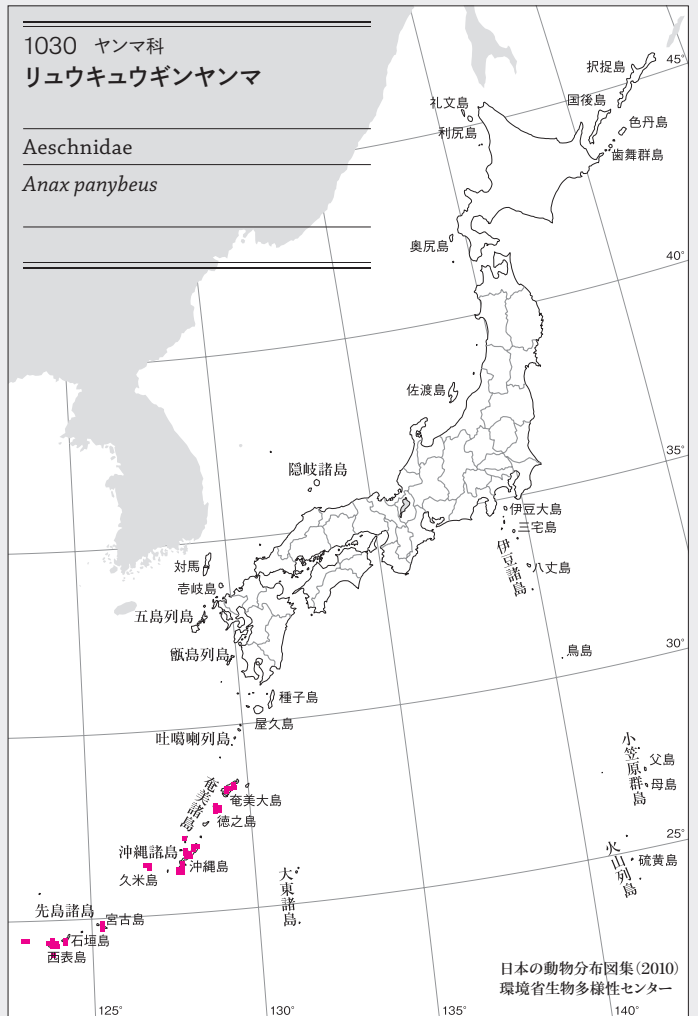 1030 ヤンマ科
リュウキュウギンヤンマ
Aeschnidae
Anax panybeus
45°
択捉島
国後島
礼文島
利尻島
色丹島
歯舞群島
奥尻島
40°
佐渡島
35°
隠岐諸島
伊豆大島
三宅島
伊豆諸島
八丈島
対馬
壱岐島
五島列島
甑島列島
鳥島
30°
種子島
屋久島
吐噶喇列島
小笠原群島
父島
母島
奄美諸島
奄美大島
徳之島
25°
沖縄諸島
沖縄島
久米島
火山列島
硫黄島
大東諸島
先島諸島
宮古島
石垣島
西表島
日本の動物分布図集(2010)
環境省生物多様性センター
125°
130°
135°
140°